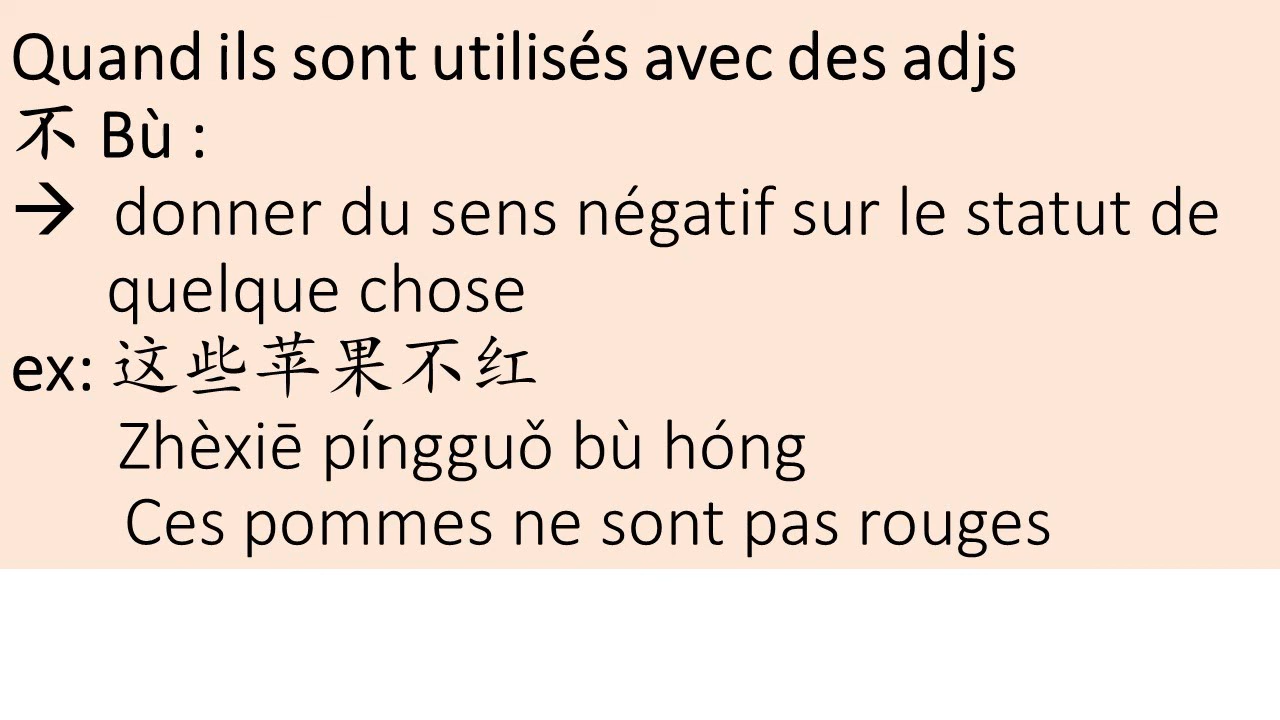 Quand ils sont utilisés avec des adjs
不 Bù :
→ donner du sens négatif sur le statut de
quelque chose
ex: 这些苹果不红
Zhèxiē píngguǒ bù hóng
Ces pommes ne sont pas rouges